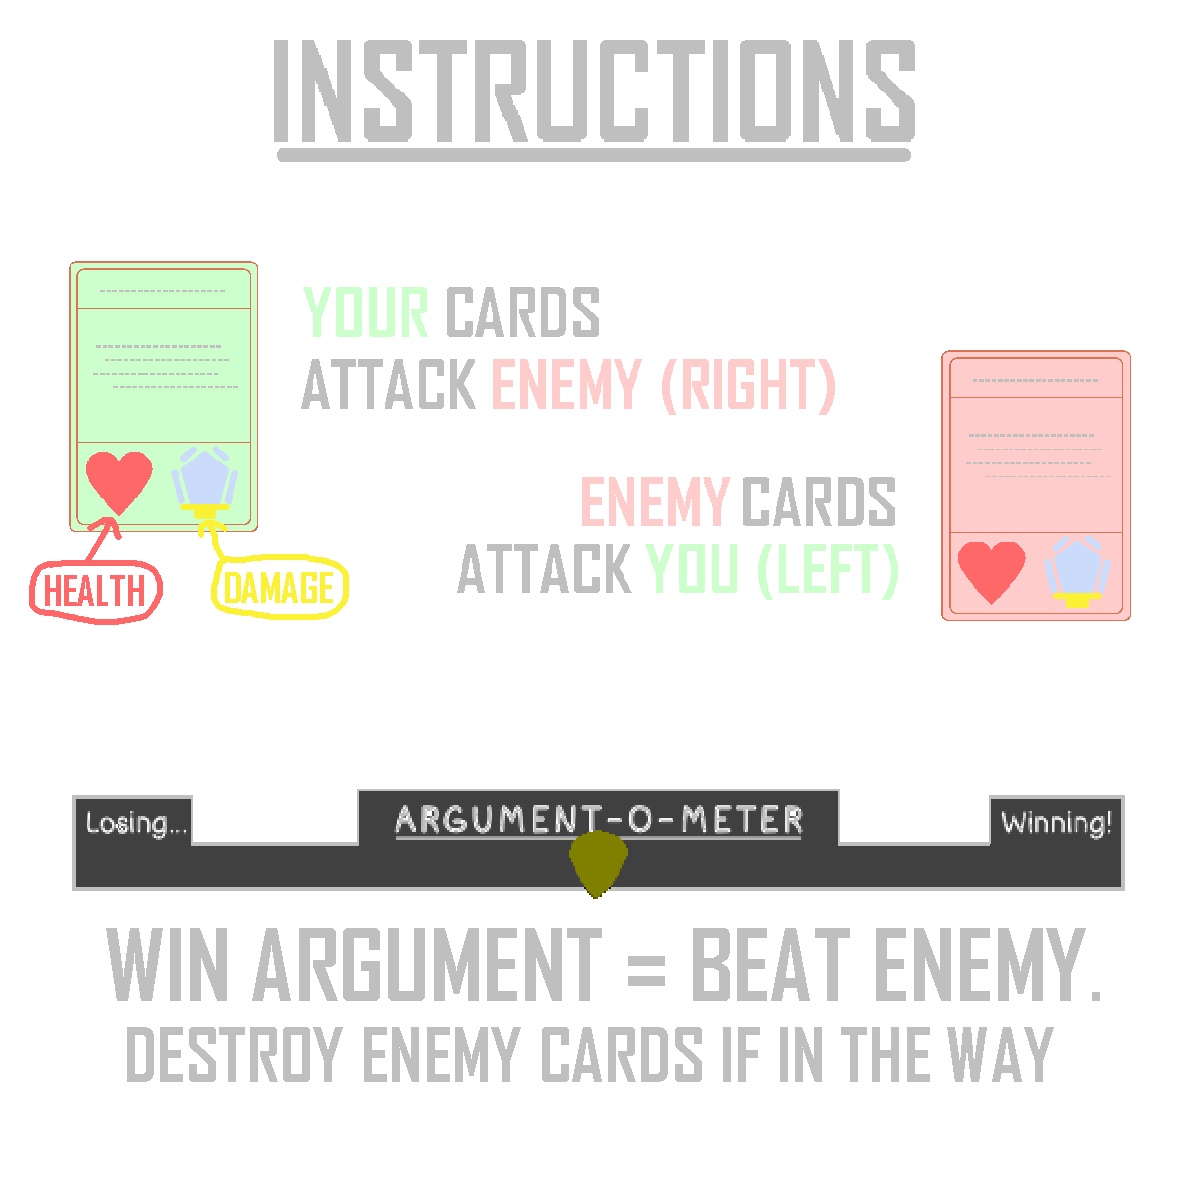 INSTRUCTIONS
YOUR CARDS
ATTACK ENEMY (RIGHT)
ENEMY CARDS
ATTACK YOU (LEFT)
HEALTH
DAMAGE
Losing...
ARGUMENT-O-METER
Winning!
WIN ARGUMENT = BEAT ENEMY.
DESTROY ENEMY CARDS IF IN THE WAY